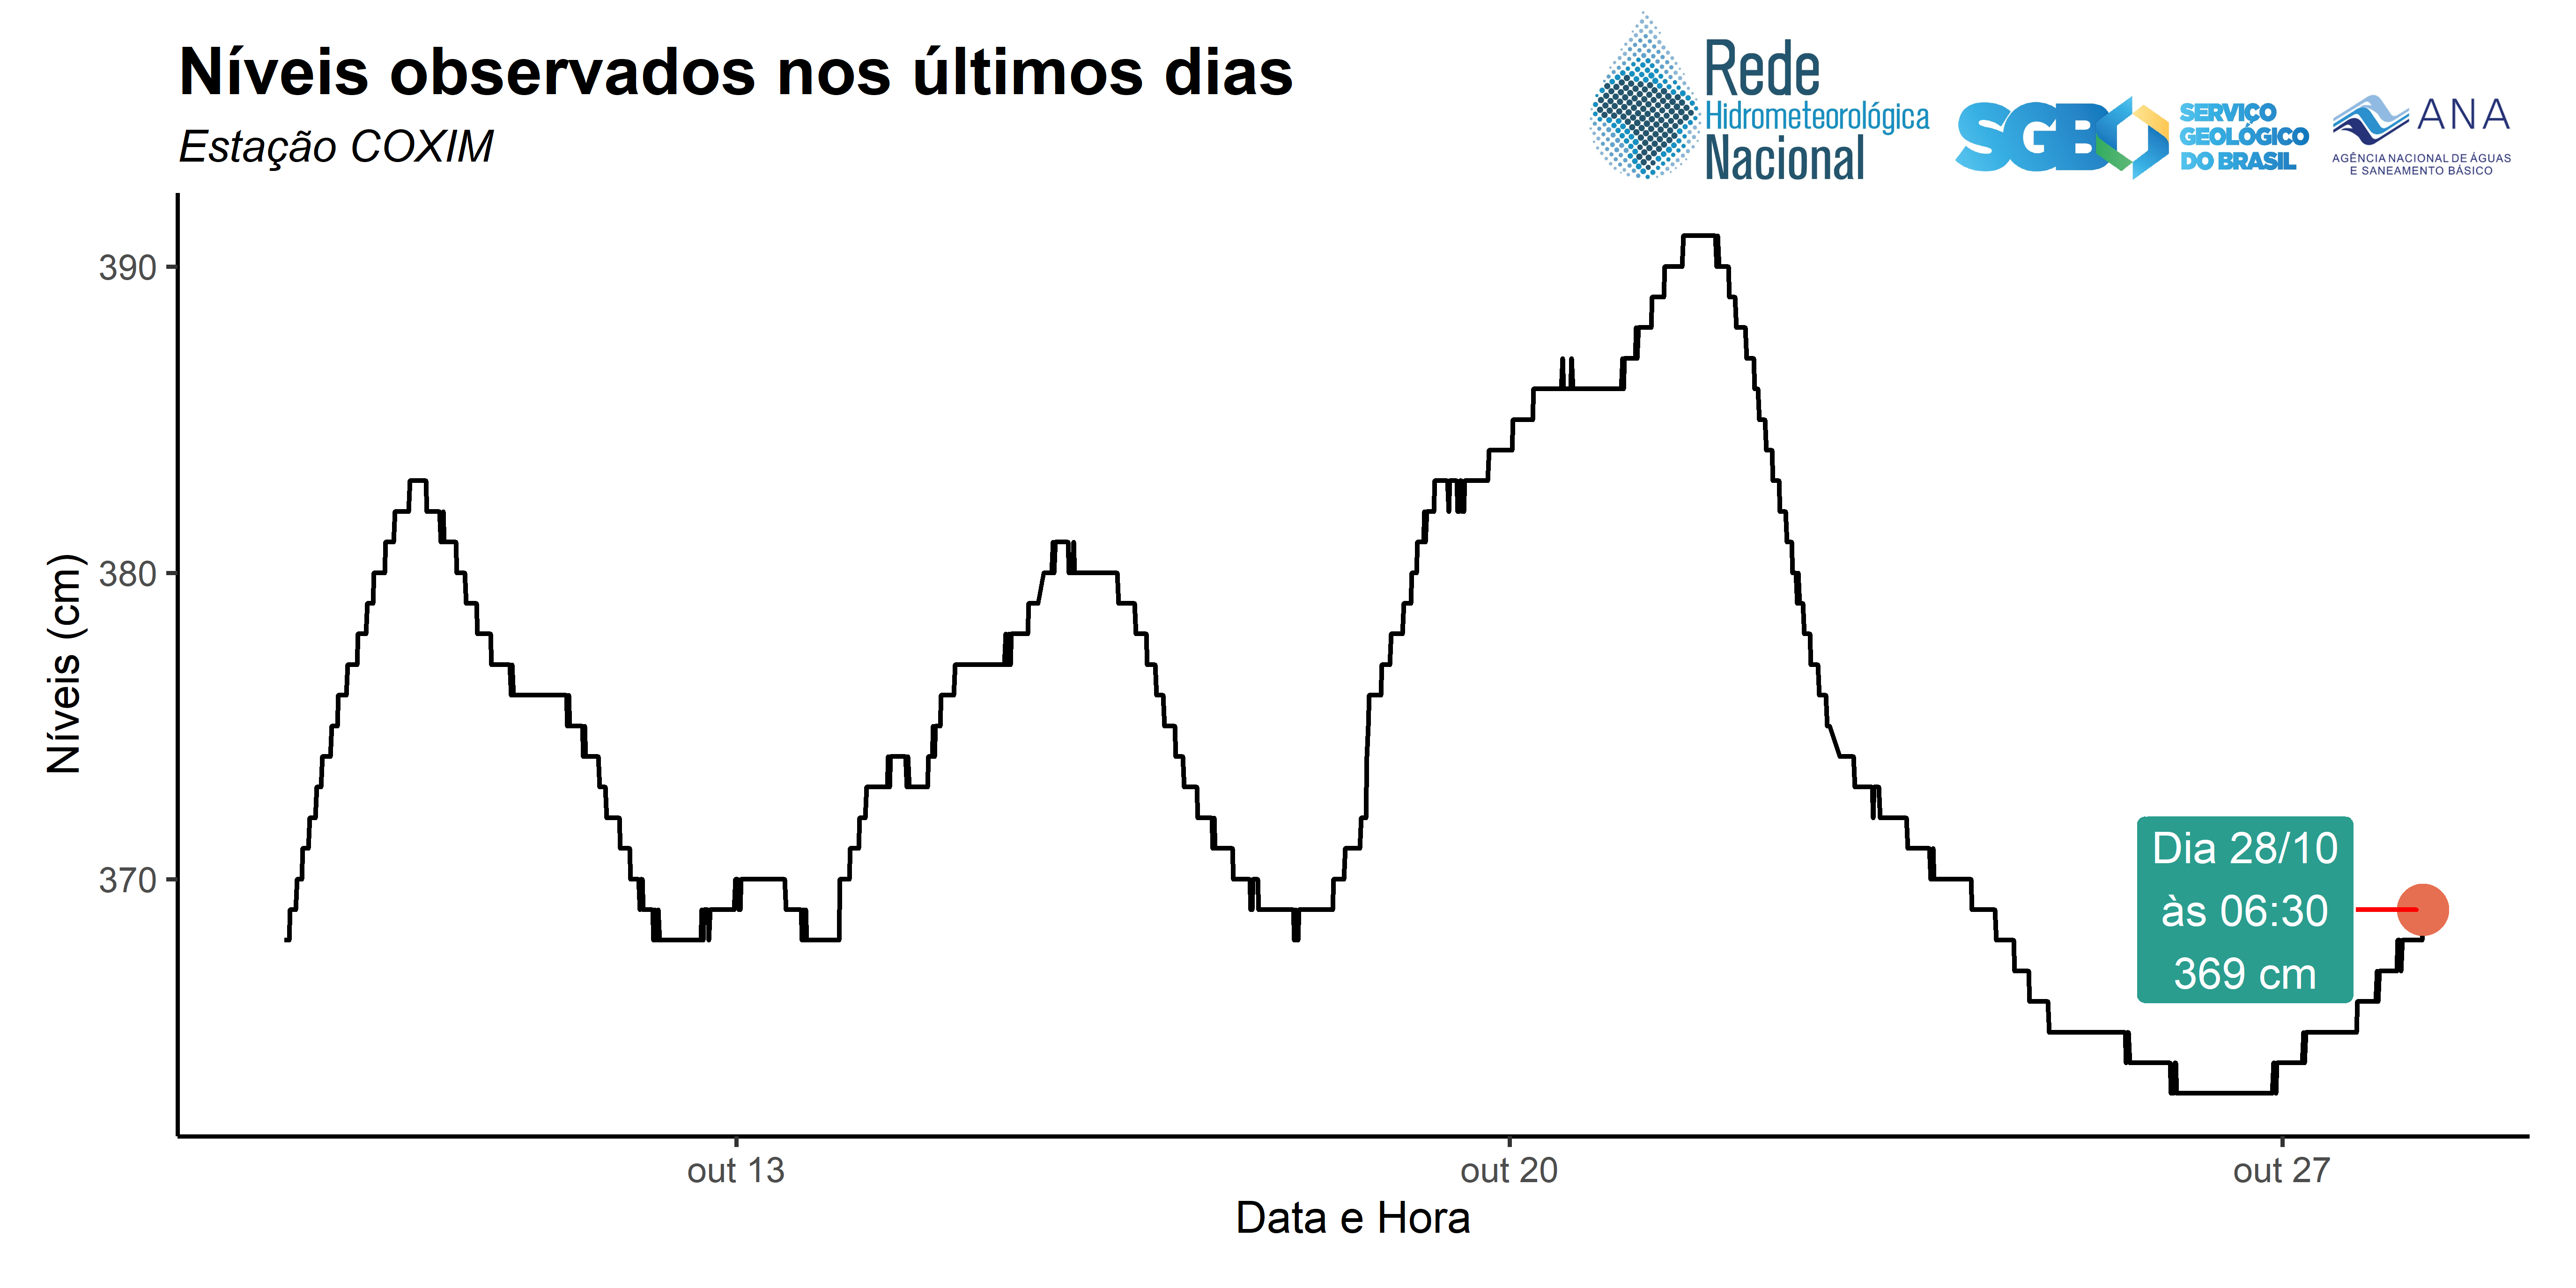 Níveis observados nos últimos dias
Estação COXIM
Rede
Hidrometeorológica
Nacional
SGB
SERVIÇO
GEOLÓGICO
DO BRASIL
ANA
AGÊNCIA NACIONAL DE ÁGUAS
E SANEAMENTO BÁSICO
Níveis (cm)
390
380
370
Dia 28/10
às 06:30
369 cm
out 13
out 20
out 27
Data e Hora